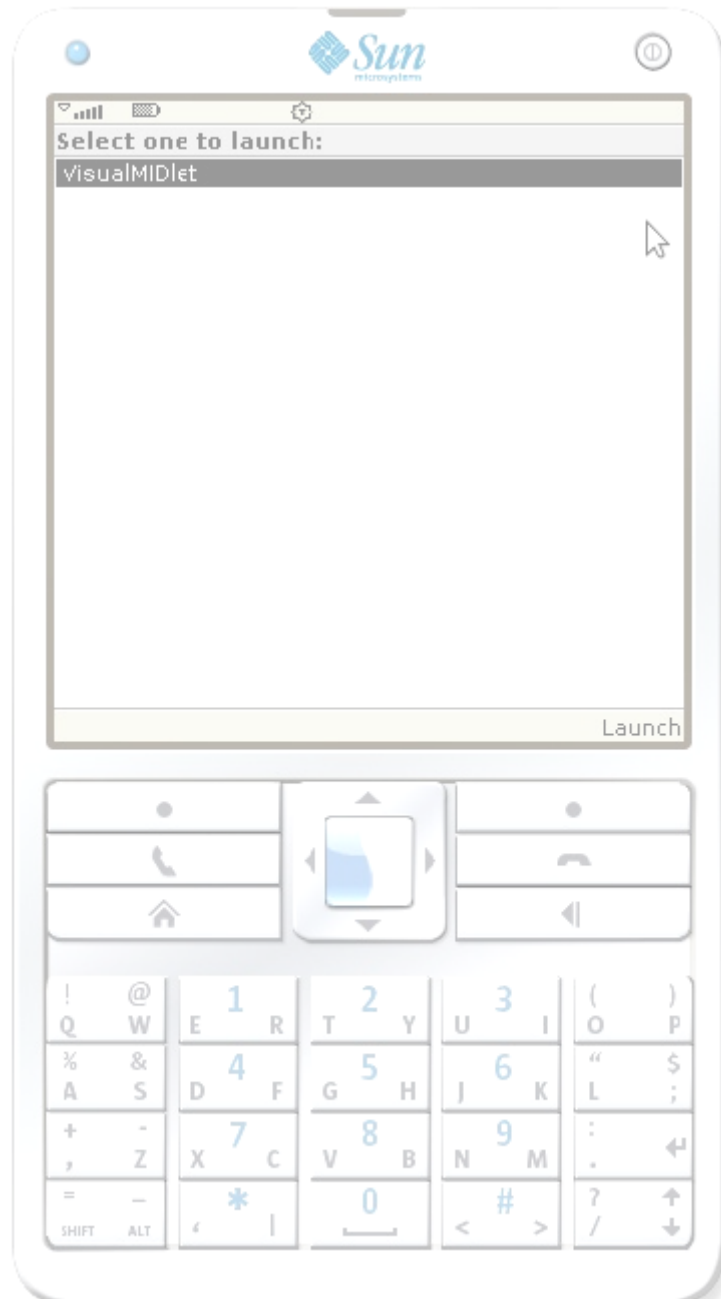 Sun
microsystems
Select one to launch:
VisualMIDlet
Launch
! @ 1 2 3 ( )
Q W E R T Y U I O P
% & 4 5 6 “ $
A S D F G H J K L ;
+ - 7 8 9 :
, Z X C V B N M .
= _ * 0 # ?
SHIFT ALT ‘ | < > /